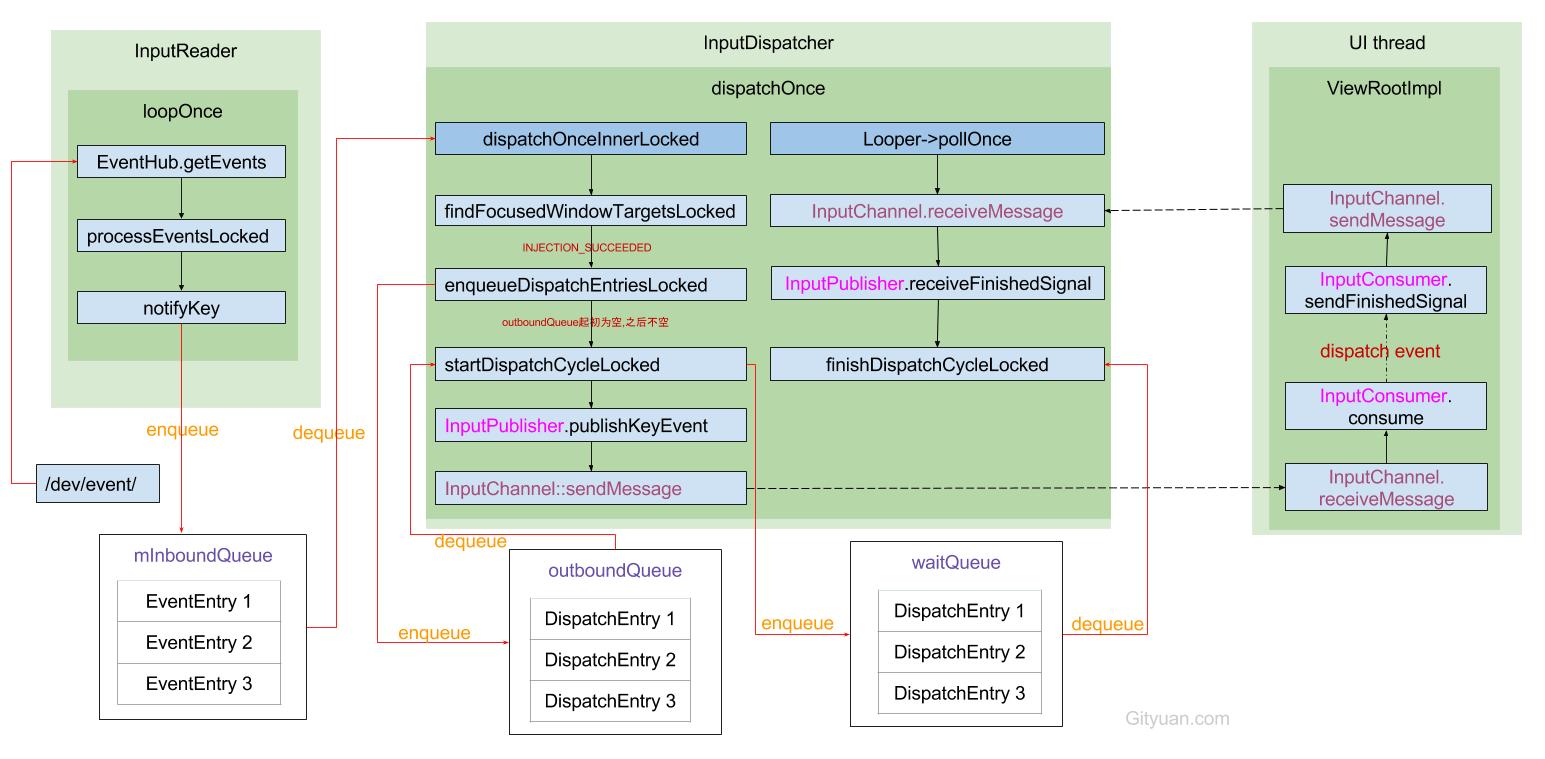 InputReader
loopOnce
EventHub.getEvents
processEventsLocked
notifyKey
enqueue
/dev/event/
mInboundQueue
EventEntry 1
EventEntry 2
EventEntry 3
dequeue
InputDispatcher
dispatchOnce
dispatchOnceInnerLocked
findFocusedWindowTargetsLocked
INJECTION_SUCCEEDED
enqueueDispatchEntriesLocked
outboundQueue起初为空,之后不空
startDispatchCycleLocked
InputPublisher.publishKeyEvent
InputChannel::sendMessage
Looper->pollOnce
InputChannel.receiveMessage
InputPublisher.receiveFinishedSignal
finishDispatchCycleLocked
dequeue
enqueue
outboundQueue
DispatchEntry 1
DispatchEntry 2
DispatchEntry 3
enqueue
waitQueue
DispatchEntry 1
DispatchEntry 2
DispatchEntry 3
dequeue
UI thread
ViewRootImpl
InputChannel.
sendMessage
InputConsumer.
sendFinishedSignal
dispatch event
InputConsumer.
consume
InputChannel.
receiveMessage
Gityuan.com